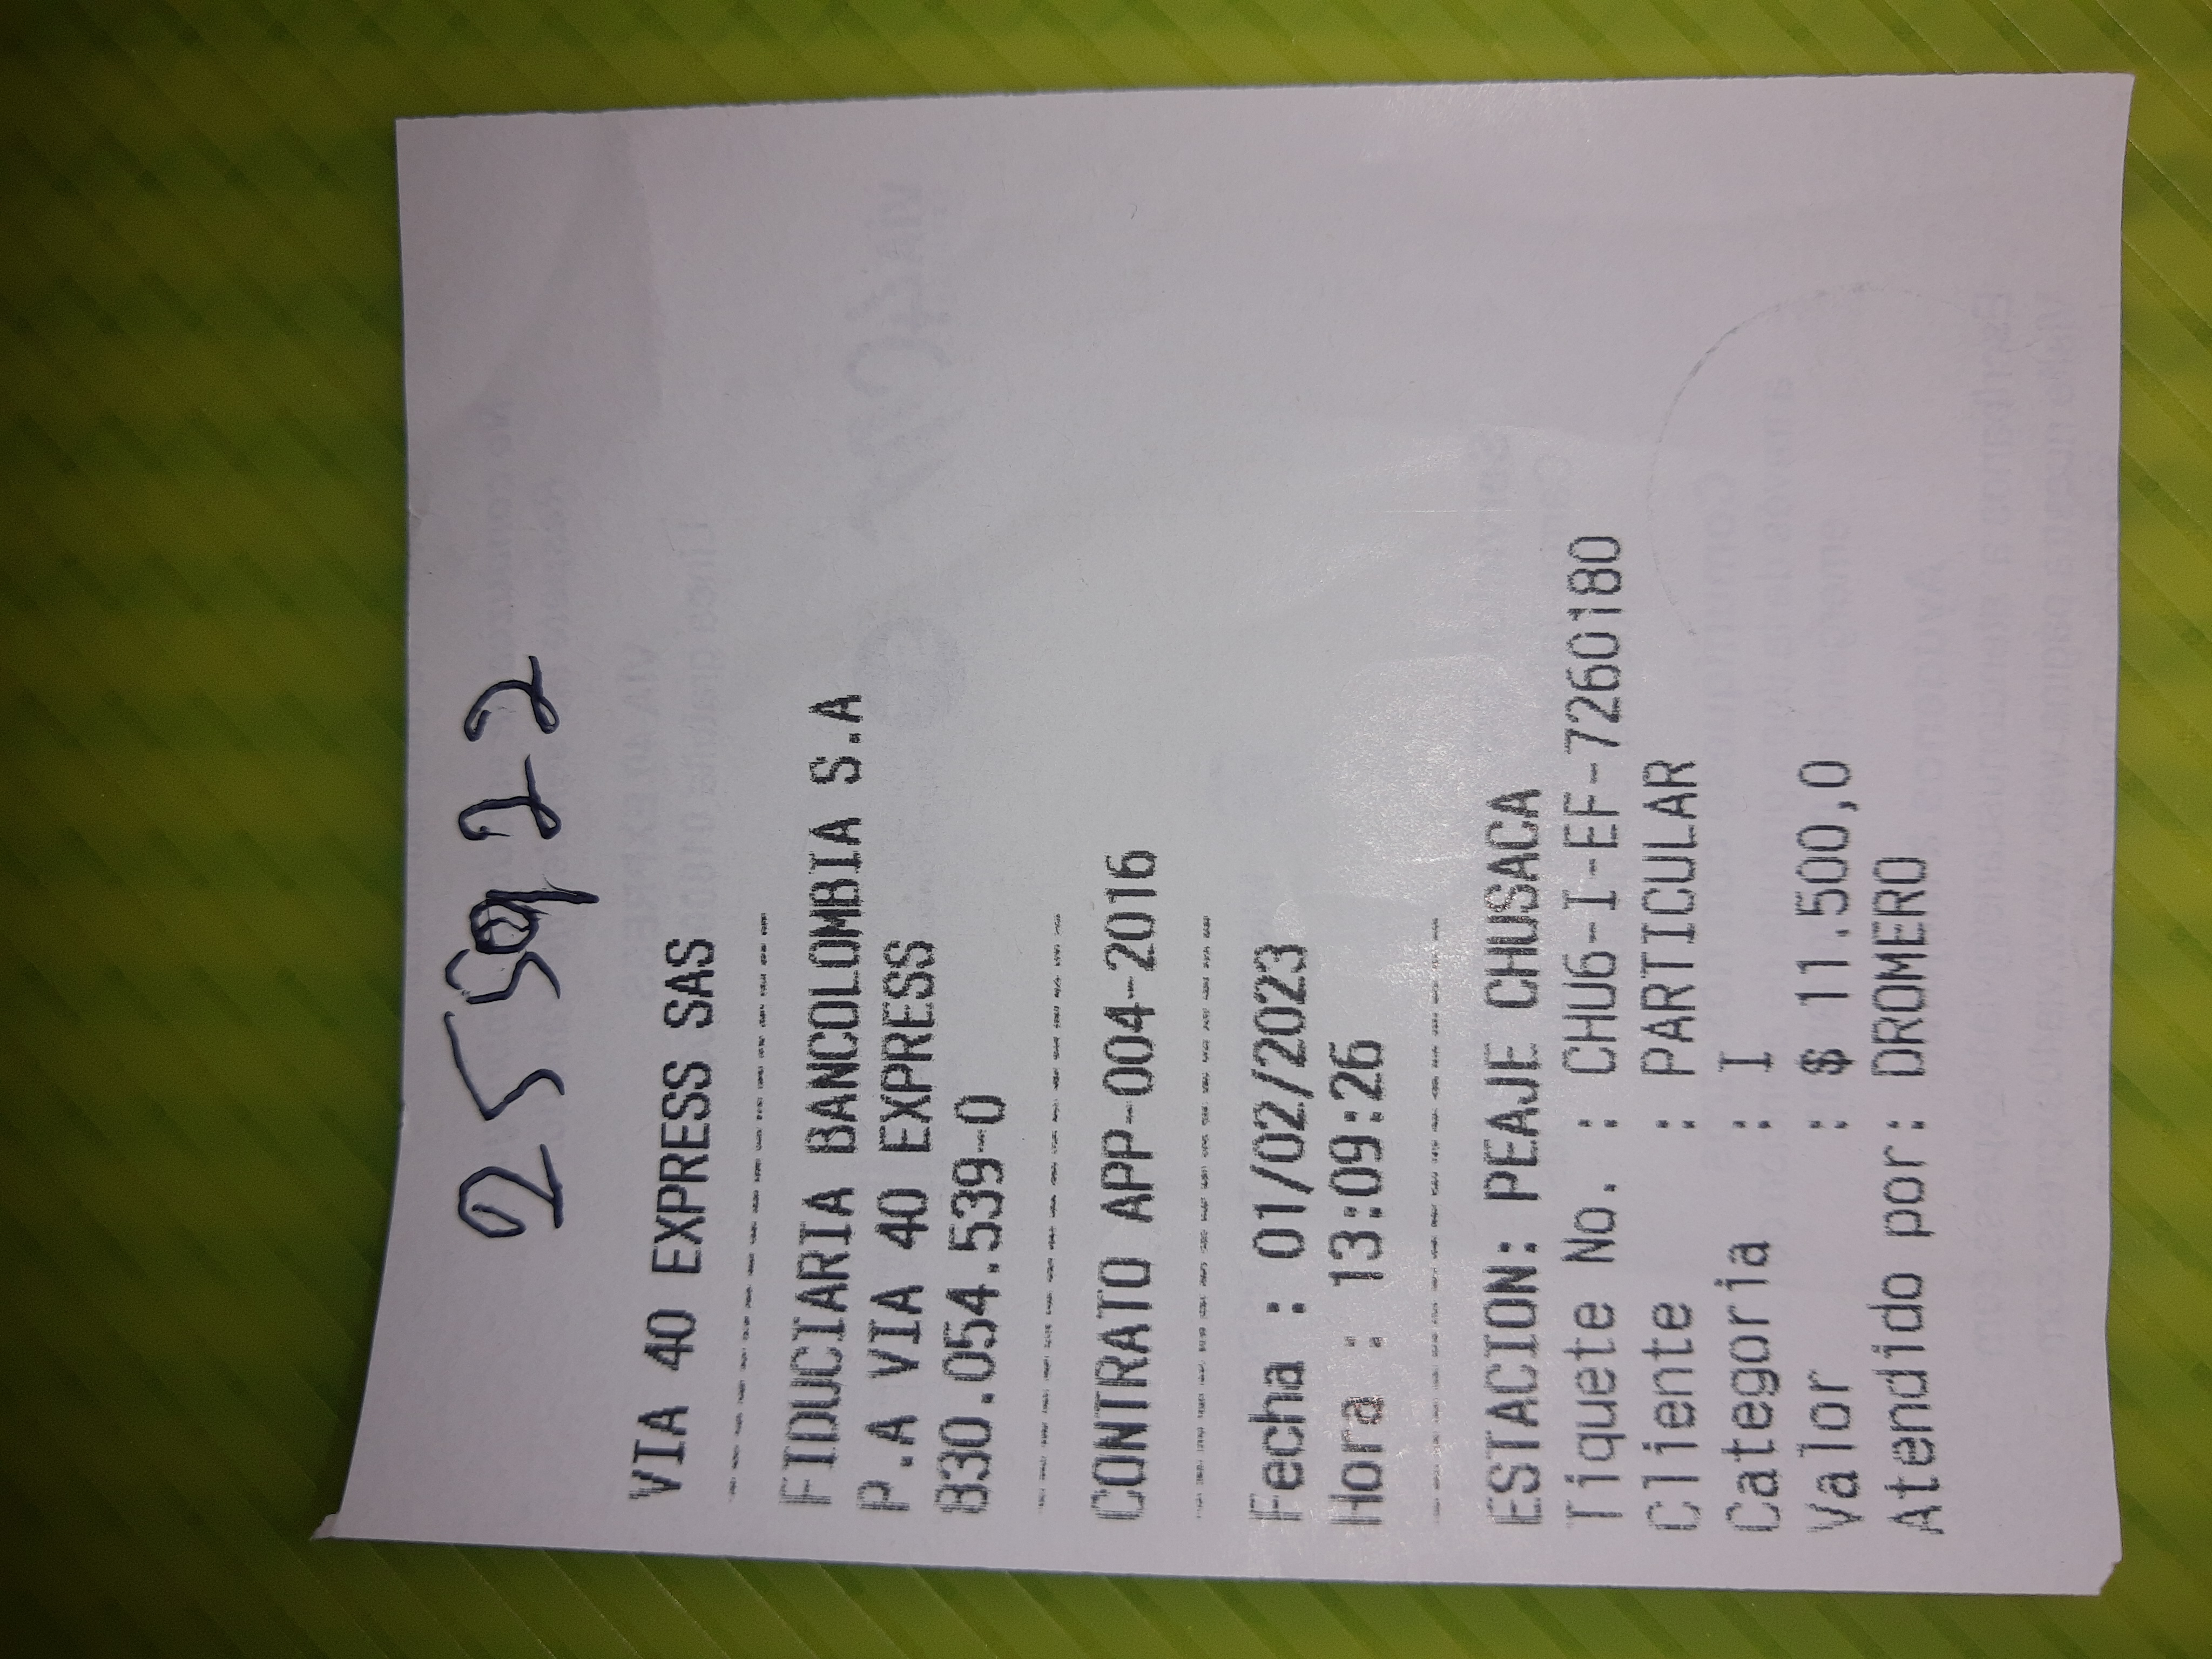 255922
VIA 40 EXPRESS SAS
FIDUCIARIA BANCOLOMBIA S.A
P.A VIA 40 EXPRESS
830.054.539-0
CONTRATO APP-004-2016
Fecha : 01/02/2023
Hora : 13:09:26
ESTACION: PEAJE CHUSACA
Tiquete No. : CHU6-I-EF-7260180
Cliente : PARTICULAR
Categoria : I
Valor : $ 11.500,0
Atendido por: DROMERO